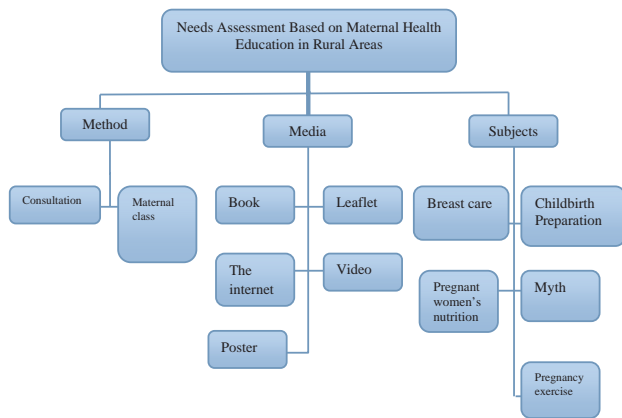 Needs Assessment Based on Maternal Health
Education in Rural Areas
Method
Media
Subjects
Consultation
Maternal
class
Book
Leaflet
The
internet
Video
Poster
Breast care
Childbirth
Preparation
Pregnant
women's
nutrition
Myth
Pregnancy
exercise